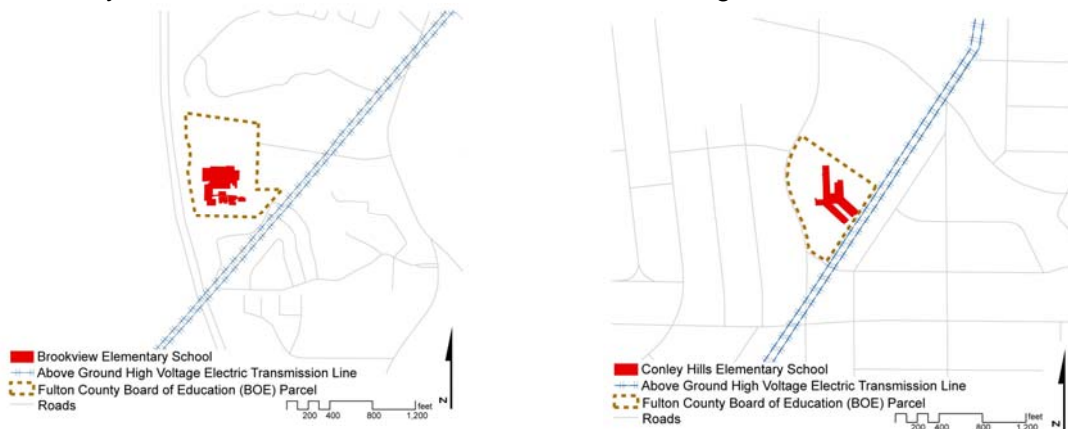 Brookview Elementary School
Above Ground High Voltage Electric Transmission Line
Fulton County Board of Education (BOE) Parcel
Roads
200 400 800 1,200 feet
N
Conley Hills Elementary School
Above Ground High Voltage Electric Transmission Line
Fulton County Board of Education (BOE) Parcel
Roads
200 400 800 1,200 feet
N